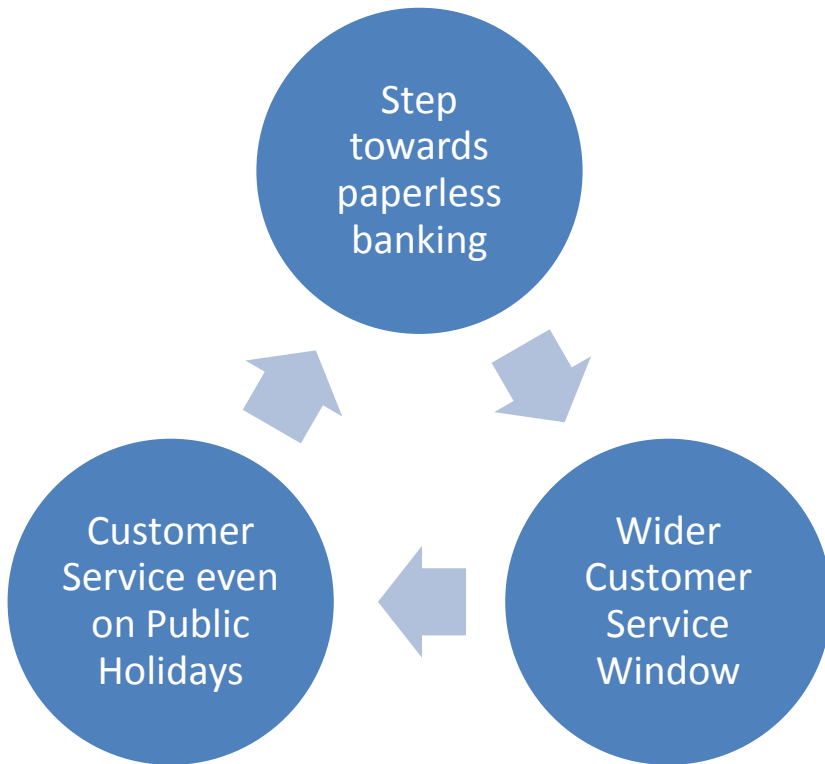 Step
towards
paperless
banking
Wider
Customer
Service
Window
Customer
Service even
on Public
Holidays